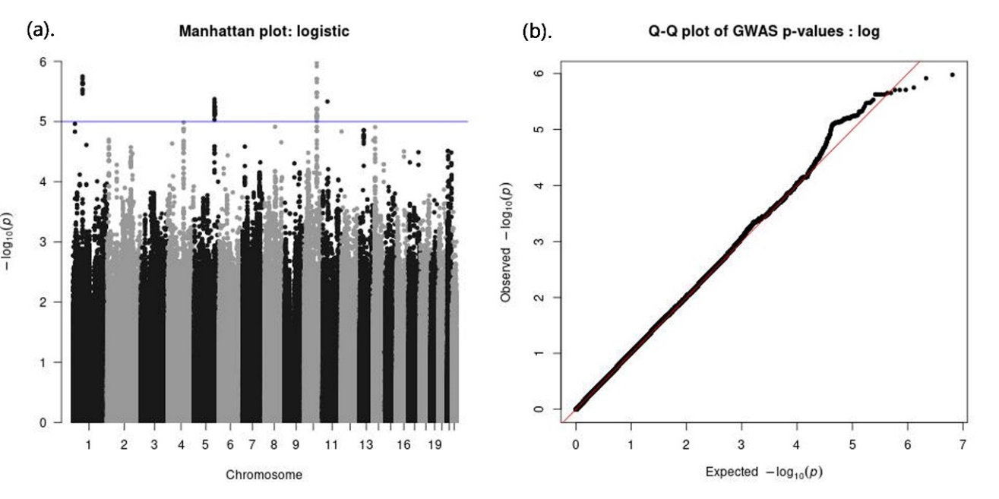 (a).
Manhattan plot: logistic
6
5
4
3
2
1
0
−log10(p)
1 2 3 4 5 6 7 8 9 11 13 16 19
Chromosome
(b).
Q-Q plot of GWAS p-values : log
6
5
4
3
2
1
0
Observed −log10(p)
0 1 2 3 4 5 6 7
Expected −log10(p)